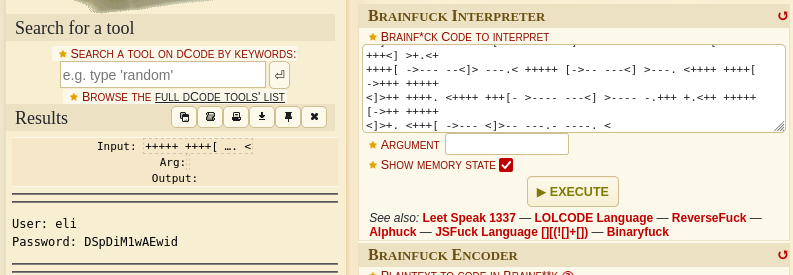 Search for a tool
SEARCH A TOOL ON DCODE BY KEYWORDS:
e.g. type 'random'
BROWSE THE FULL DCODE TOOLS' LIST
Results
Input: +++++ ++++[ …. <
Arg:
Output:
User: eli
Password: DSpDiM1wAEwid
BRAINFUCK INTERPRETER
BRAINF*CK CODE TO INTERPRET
+++<] >+.<+
++++[ ->--- --<]> ---.< +++++ [->-- ---<] >---. <++++ ++++[
->+++ +++++
<]>++ ++++. <++++ +++[- >---- ---<] >---- -.+++ +.<++ +++++
[->++ +++++
<]>+. <+++[ ->--- <]>-- ---.- ----. <
ARGUMENT
SHOW MEMORY STATE
▶ EXECUTE
See also: Leet Speak 1337 — LOLCODE Language — ReverseFuck —
Alphuck — JSFuck Language [][(![]+[]) — Binaryfuck
BRAINFUCK ENCODER
PLAINTEXT TO CODE IN BRAINF**K